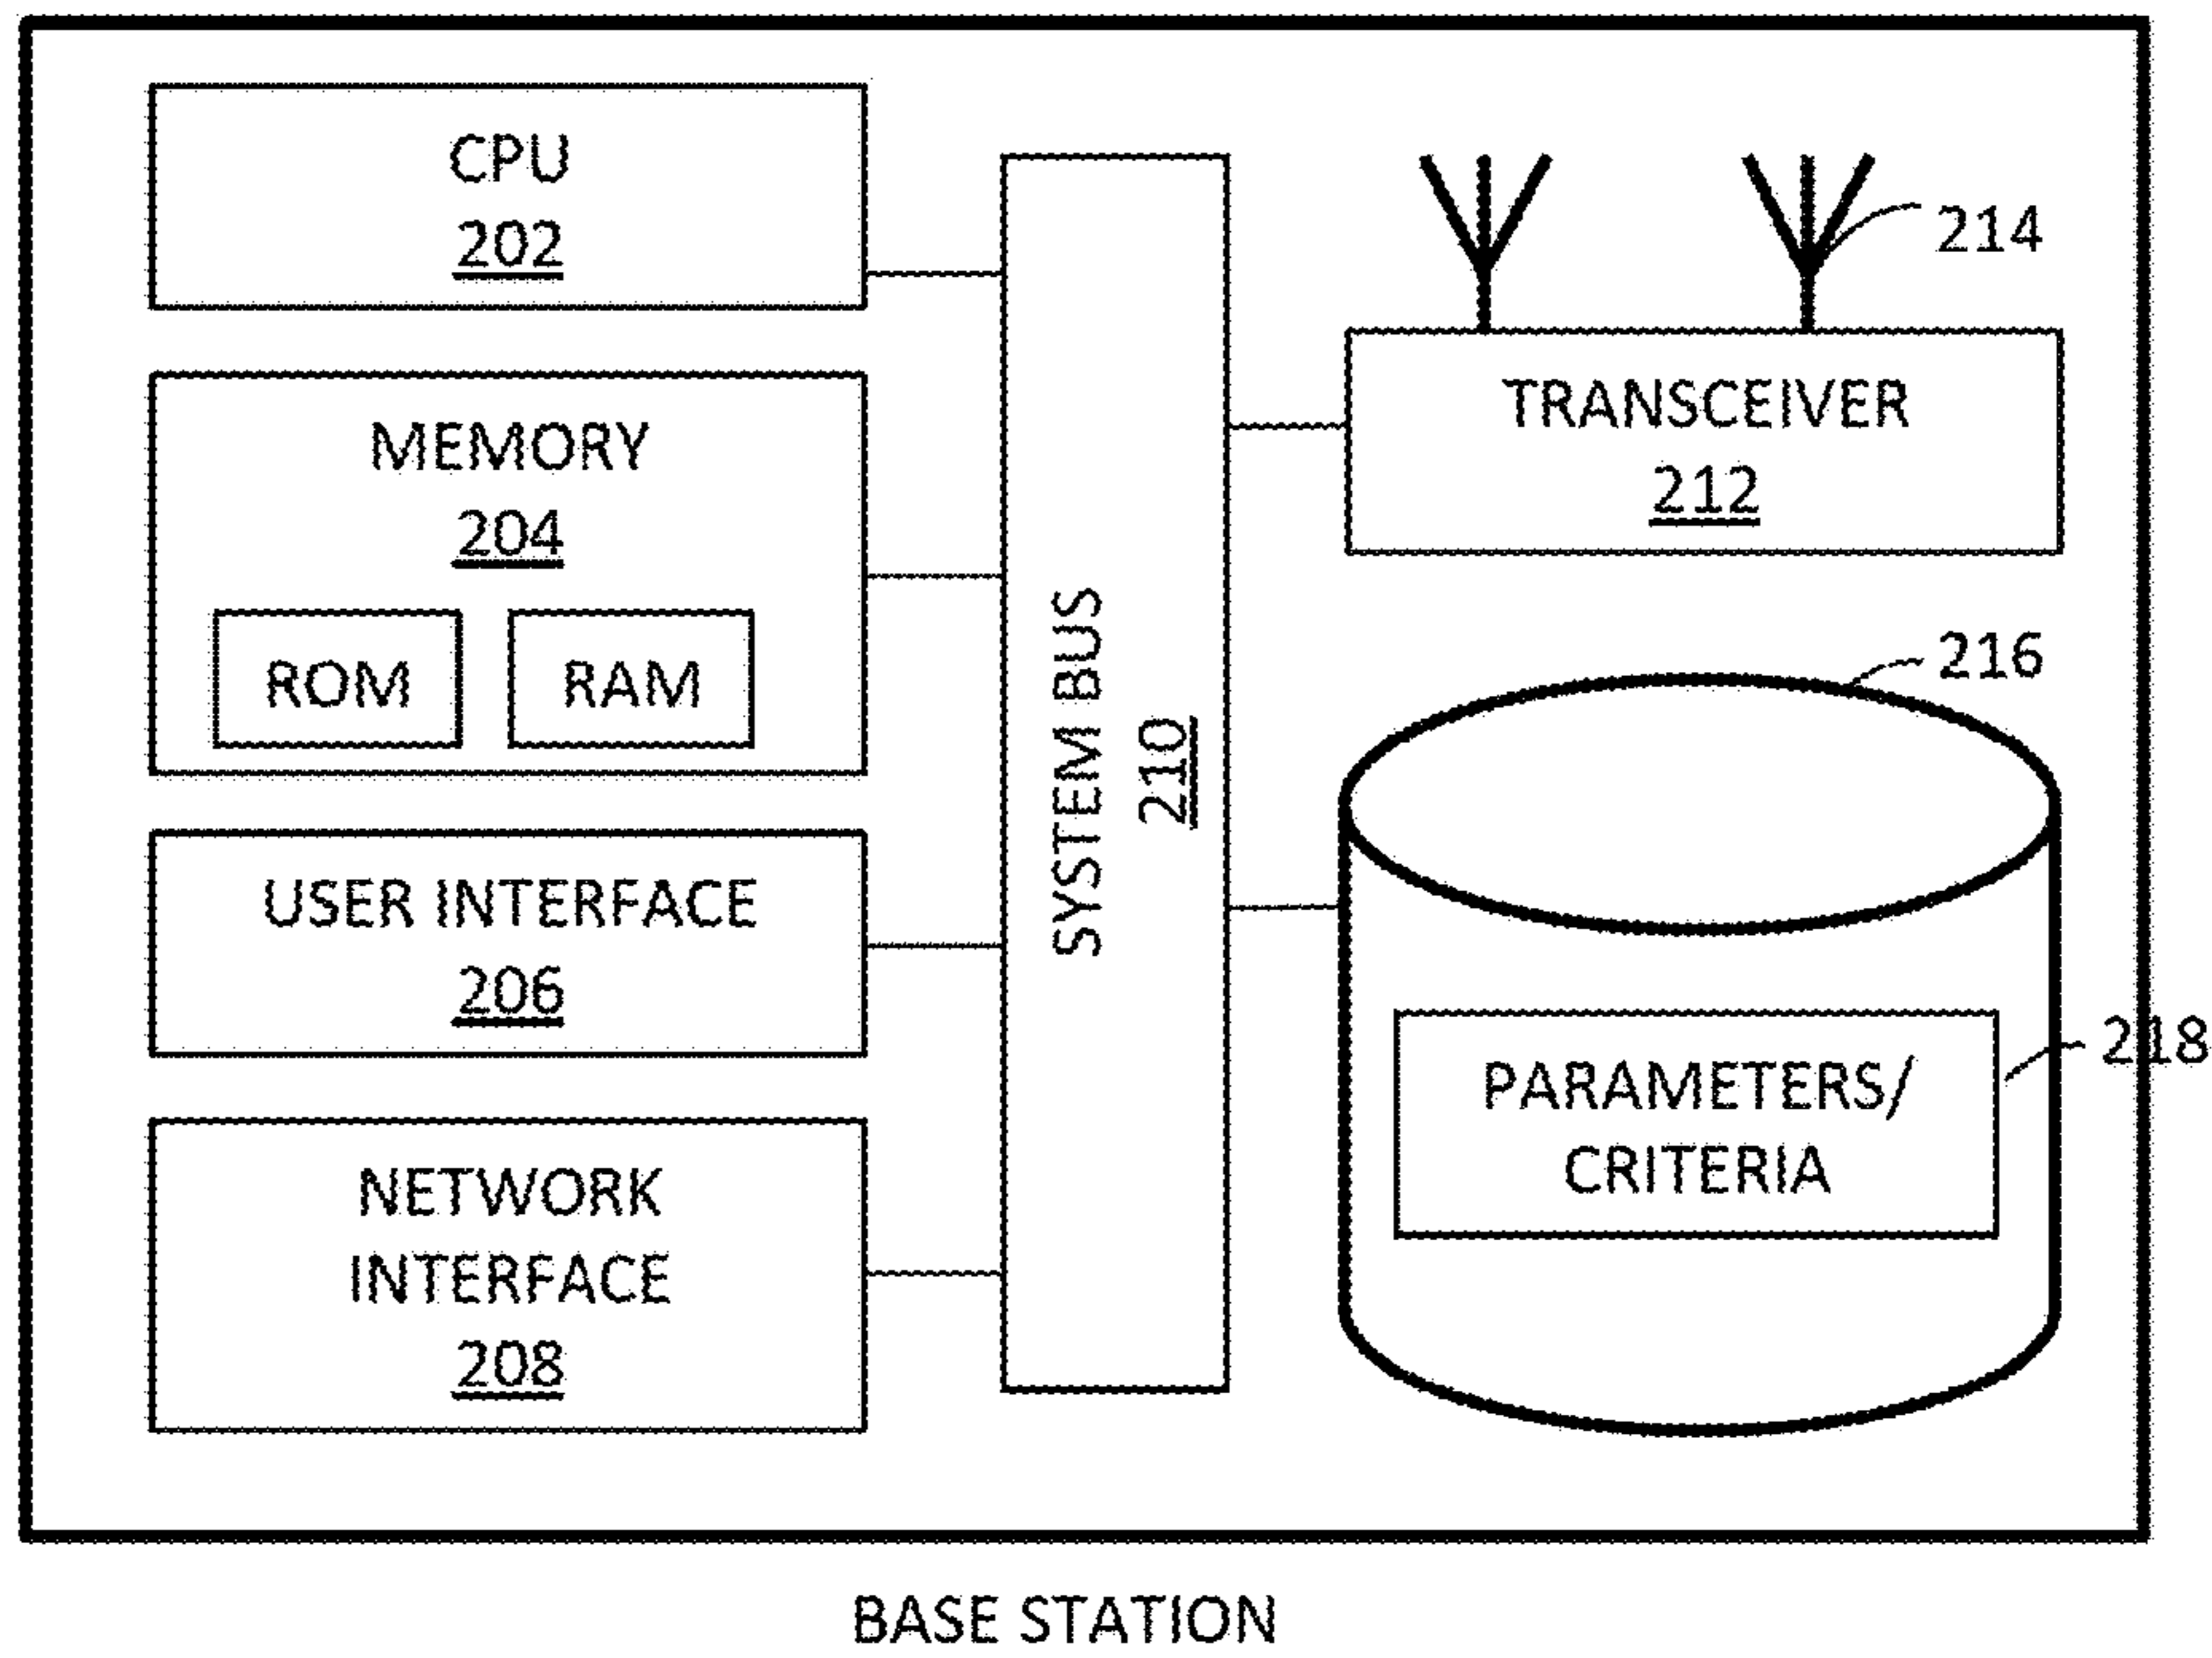 CPU
202
MEMORY
204
ROM
RAM
USER INTERFACE
206
NETWORK
INTERFACE
208
SYSTEM BUS
210
214
TRANSCEIVER
212
216
218
PARAMETERS/
CRITERIA
BASE STATION